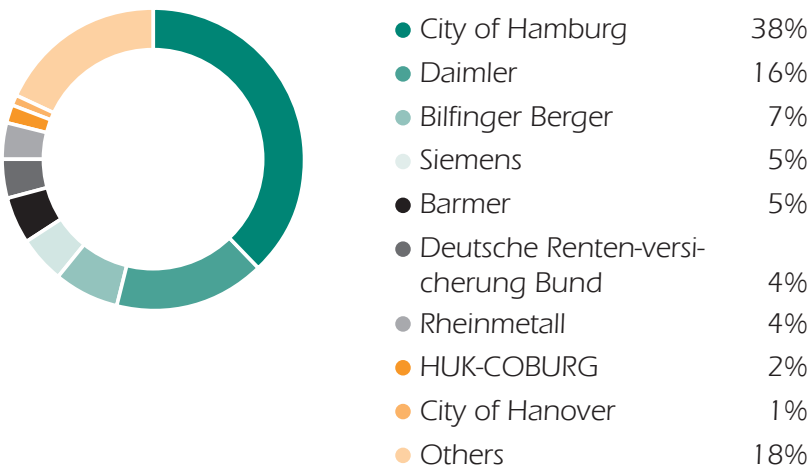 City of Hamburg 38%
Daimler 16%
Bilfinger Berger 7%
Siemens 5%
Barmer 5%
Deutsche Renten-versi-
cherung Bund 4%
Rheinmetall 4%
HUK-COBURG 2%
City of Hanover 1%
Others 18%